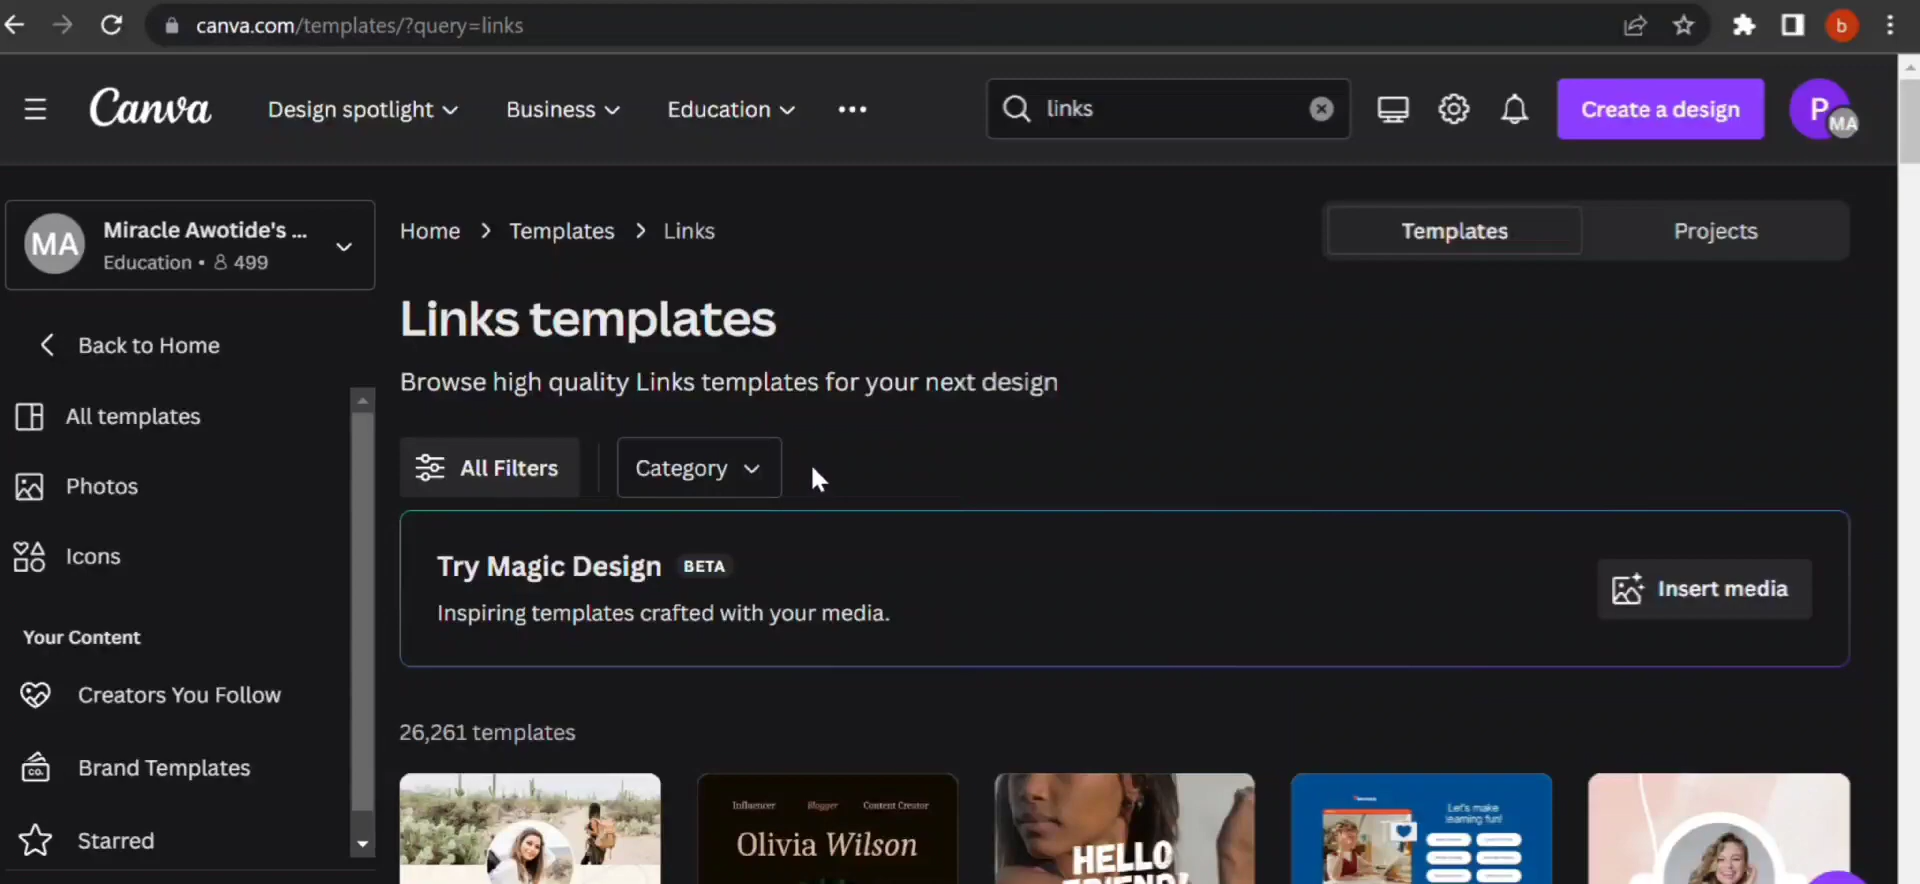 canva.com/templates/?query=links
b
Canva
Design spotlight
Business
Education
links
Create a design
P
MA
MA
Miracle Awotide's ...
Education • 499
Home > Templates > Links
Templates
Projects
Back to Home
All templates
Photos
Icons
Your Content
Creators You Follow
Brand Templates
Starred
Links templates
Browse high quality Links templates for your next design
All Filters
Category
Try Magic Design BETA
Inspiring templates crafted with your media.
Insert media
26,261 templates
Influencer Blogger Content Creator
Olivia Wilson
HELLO
FRIEND!
Let's make
learning fun!
CO.